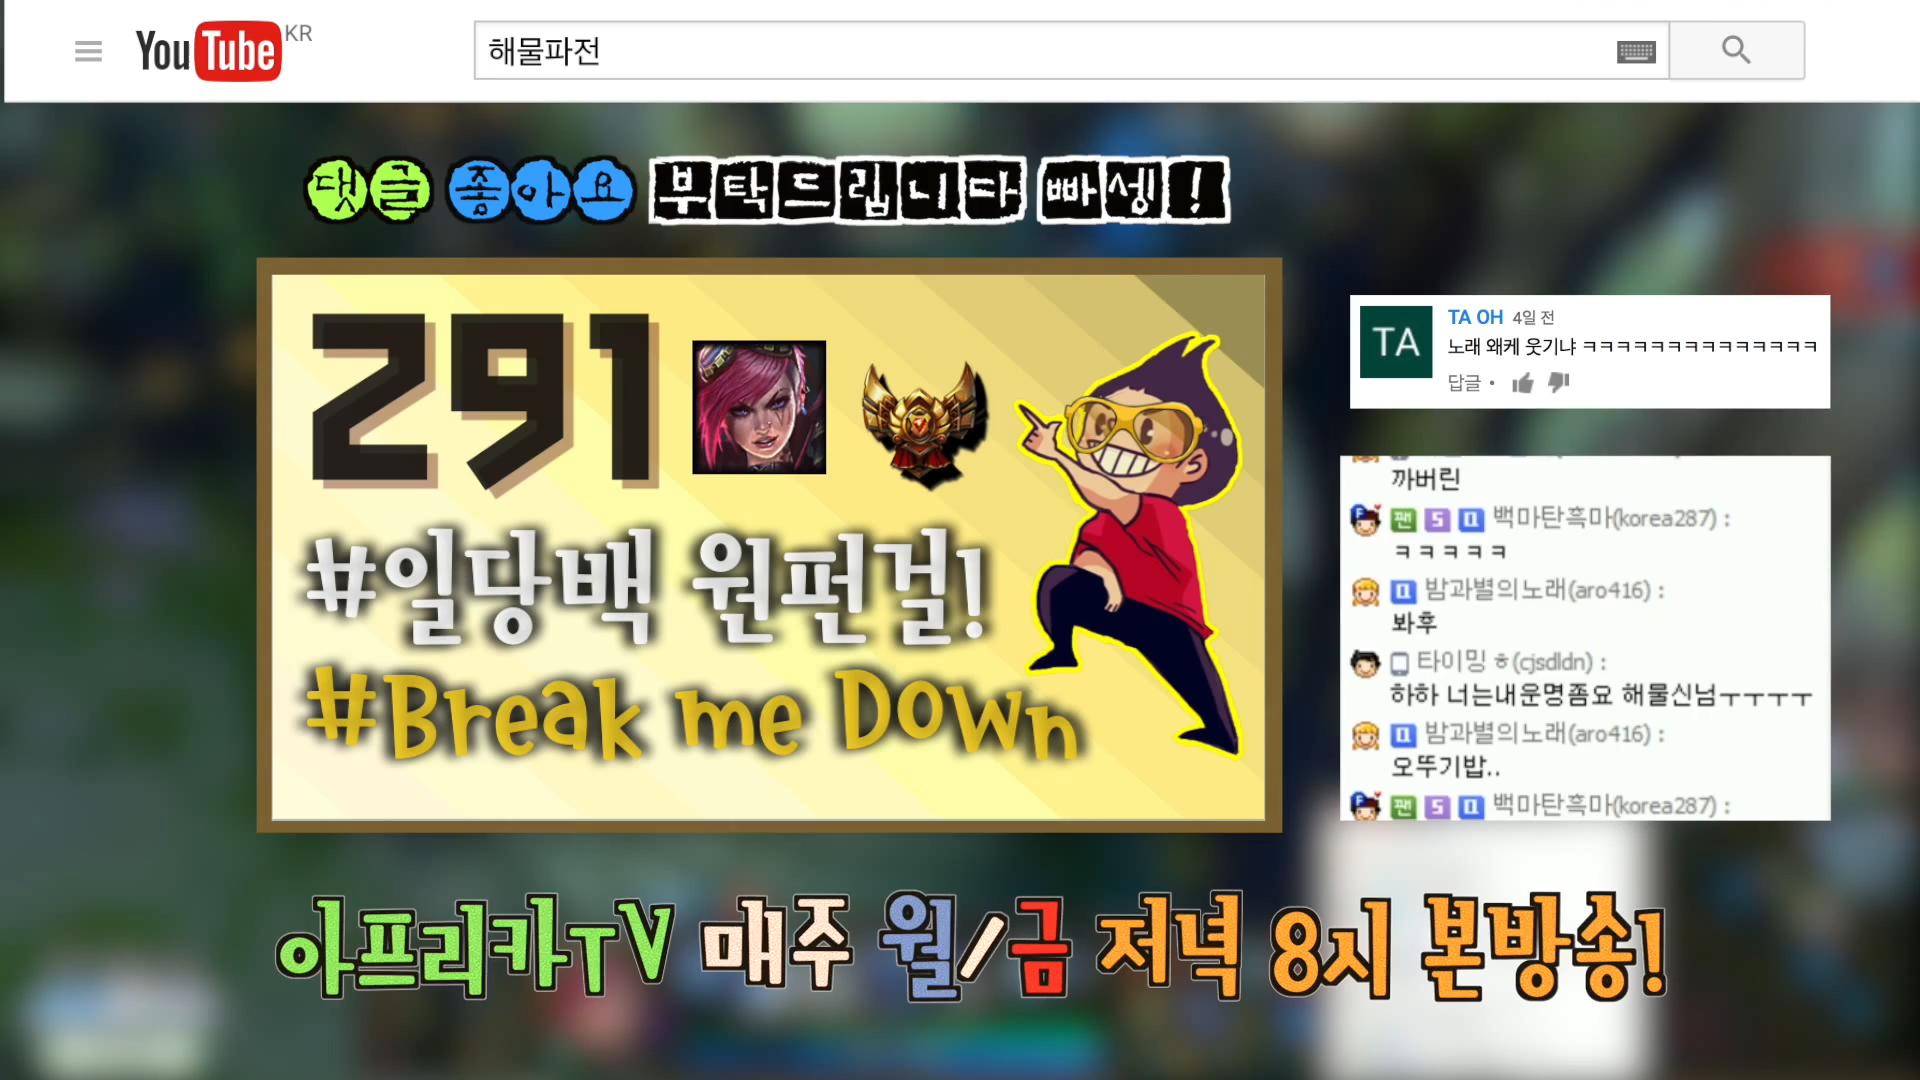 YouTube KR
해물파전
댓글 좋아요 부탁드립니다 빠셍!
291
#일당백 원펀걸!
#Break me Down
TA
TA OH 4일 전
노래 왜케 웃기냐 ㅋㅋㅋㅋㅋㅋㅋㅋㅋㅋㅋㅋㅋㅋ
답글 •
까버린
팬 S 백마탄흑마(korea287) :
ㅋㅋㅋㅋㅋ
밤과별의노래(aro416) :
봐후
타이밍ㅎ(cjsdldn) :
하하 너는내운명좀요 해물신님ㅜㅜㅜㅜ
밤과별의노래(aro416) :
오뚜기밥..
팬 S 백마탄흑마(korea287) :
아프리카TV 매주 월/금 저녁 8시 본방송!